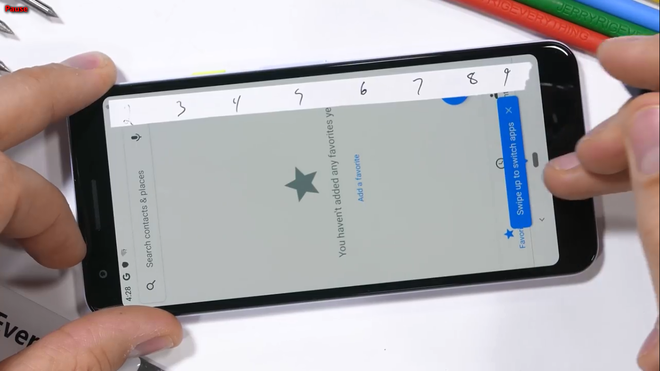 Pause
JERRYRIGEVERYTHING
3 4 5 6 7 8 9
4:28 G
Search contacts & places
You haven't added any favorites ye
Add a favorite
Favor
Swipe up to switch apps X
Ever